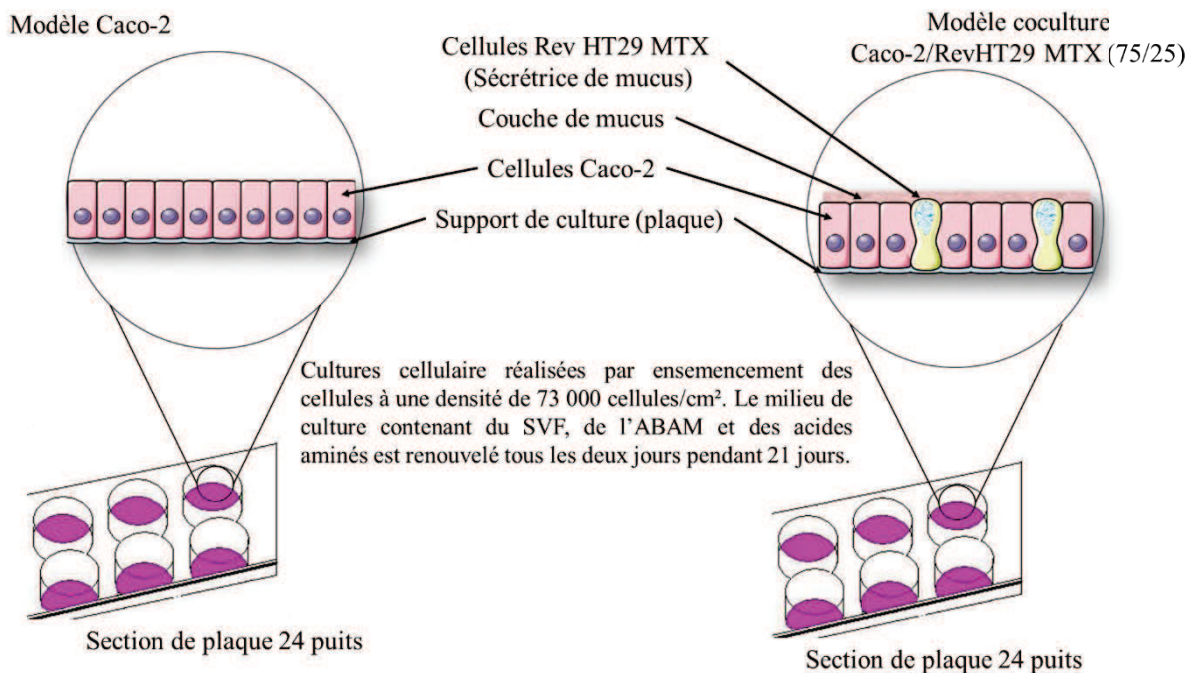 Modèle Caco-2
Cellules Rev HT29 MTX
(Sécrétrice de mucus)
Couche de mucus
Cellules Caco-2
Support de culture (plaque)
Modèle coculture
Caco-2/RevHT29 MTX (75/25)
Cultures cellulaire réalisées par ensemencement des
cellules à une densité de 73 000 cellules/cm². Le milieu de
culture contenant du SVF, de l’ABAM et des acides
aminés est renouvelé tous les deux jours pendant 21 jours.
Section de plaque 24 puits
Section de plaque 24 puits